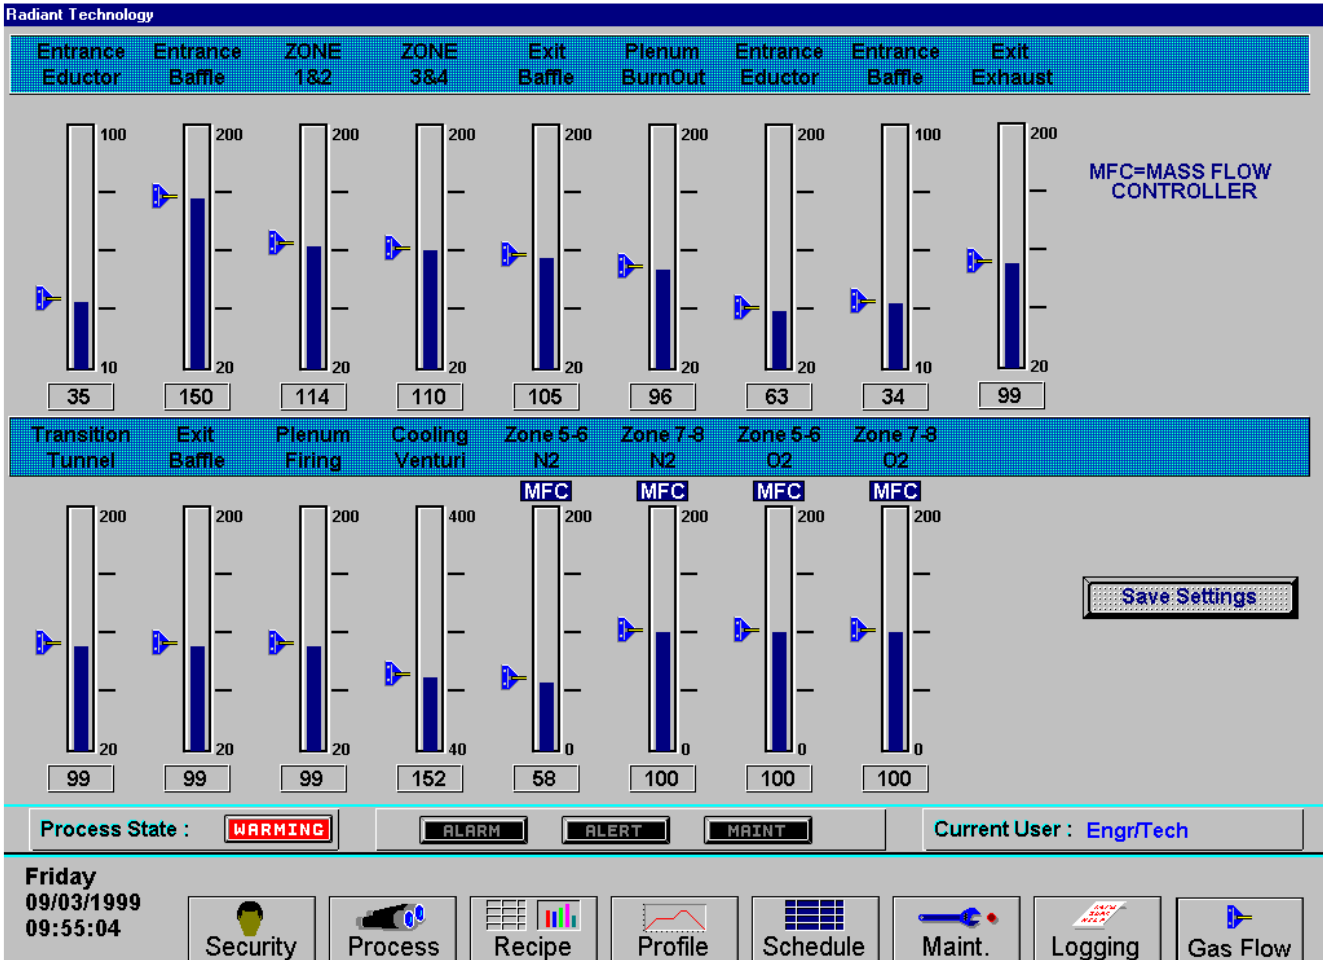 Radiant Technology
Entrance Entrance ZONE ZONE Exit Plenum Entrance Entrance Exit
Eductor Baffle 1&2 3&4 Baffle BurnOut Eductor Baffle Exhaust
100 200 200 200 200 200 200 100 200
MFC=MASS FLOW
CONTROLLER
10 20 20 20 20 20 20 10 20
35 150 114 110 105 96 63 34 99
Transition Exit Plenum Cooling Zone 5-6 Zone 7-8 Zone 5-6 Zone 7-8
Tunnel Baffle Firing Venturi N2 N2 O2 O2
MFC MFC MFC MFC
200 200 200 400 200 200 200 200
Save Settings
20 20 20 40 0 0 0 0
99 99 99 152 58 100 100 100
Process State : WARMING ALARM ALERT MAINT Current User : Engr/Tech
Friday
09/03/1999
09:55:04
Security Process Recipe Profile Schedule Maint. Logging Gas Flow